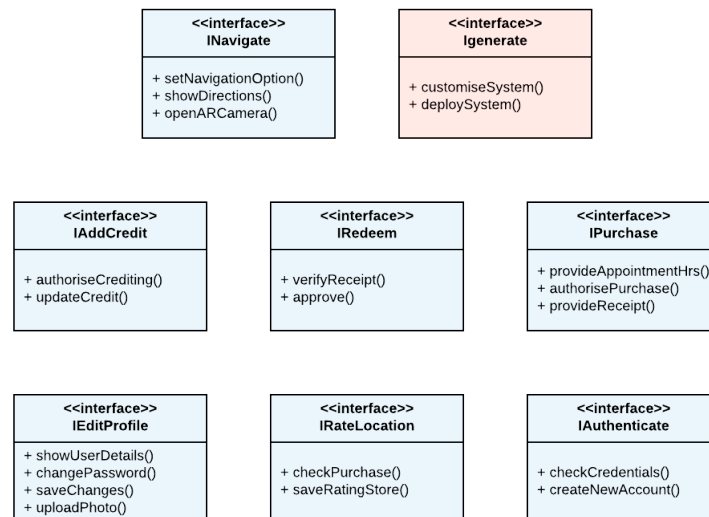 <<interface>>
INavigate
+ setNavigationOption()
+ showDirections()
+ openARCamera()
<<interface>>
Igenerate
+ customiseSystem()
+ deploySystem()
<<interface>>
IAddCredit
+ authoriseCrediting()
+ updateCredit()
<<interface>>
IRedeem
+ verifyReceipt()
+ approve()
<<interface>>
IPurchase
+ provideAppointmentHrs()
+ authorisePurchase()
+ provideReceipt()
<<interface>>
IEditProfile
+ showUserDetails()
+ changePassword()
+ saveChanges()
+ uploadPhoto()
<<interface>>
IRateLocation
+ checkPurchase()
+ saveRatingStore()
<<interface>>
IAuthenticate
+ checkCredentials()
+ createNewAccount()